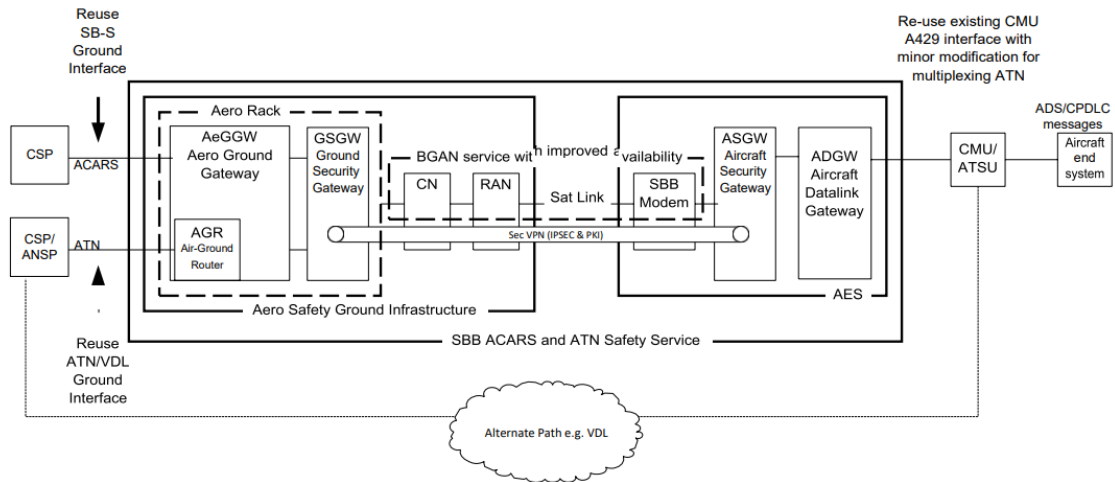 Reuse
SB-S
Ground
Interface
Re-use existing CMU
A429 interface with
minor modification for
multiplexing ATN
Aero Rack
ADS/CPDLC
messages
CSP
ACARS
AeGGW
Aero Ground
Gateway
GSGW
Ground
Security
Gateway
BGAN service with improved availability
CN
RAN
Sat Link
SBB
Modem
ASGW
Aircraft
Security
Gateway
ADGW
Aircraft
Datalink
Gateway
CMU/
ATSU
Aircraft
end
system
CSP/
ANSP
ATN
AGR
Air-Ground
Router
Sec VPN (IPSEC & PKI)
AES
Aero Safety Ground Infrastructure
SBB ACARS and ATN Safety Service
Reuse
ATN/VDL
Ground
Interface
Alternate Path e.g. VDL